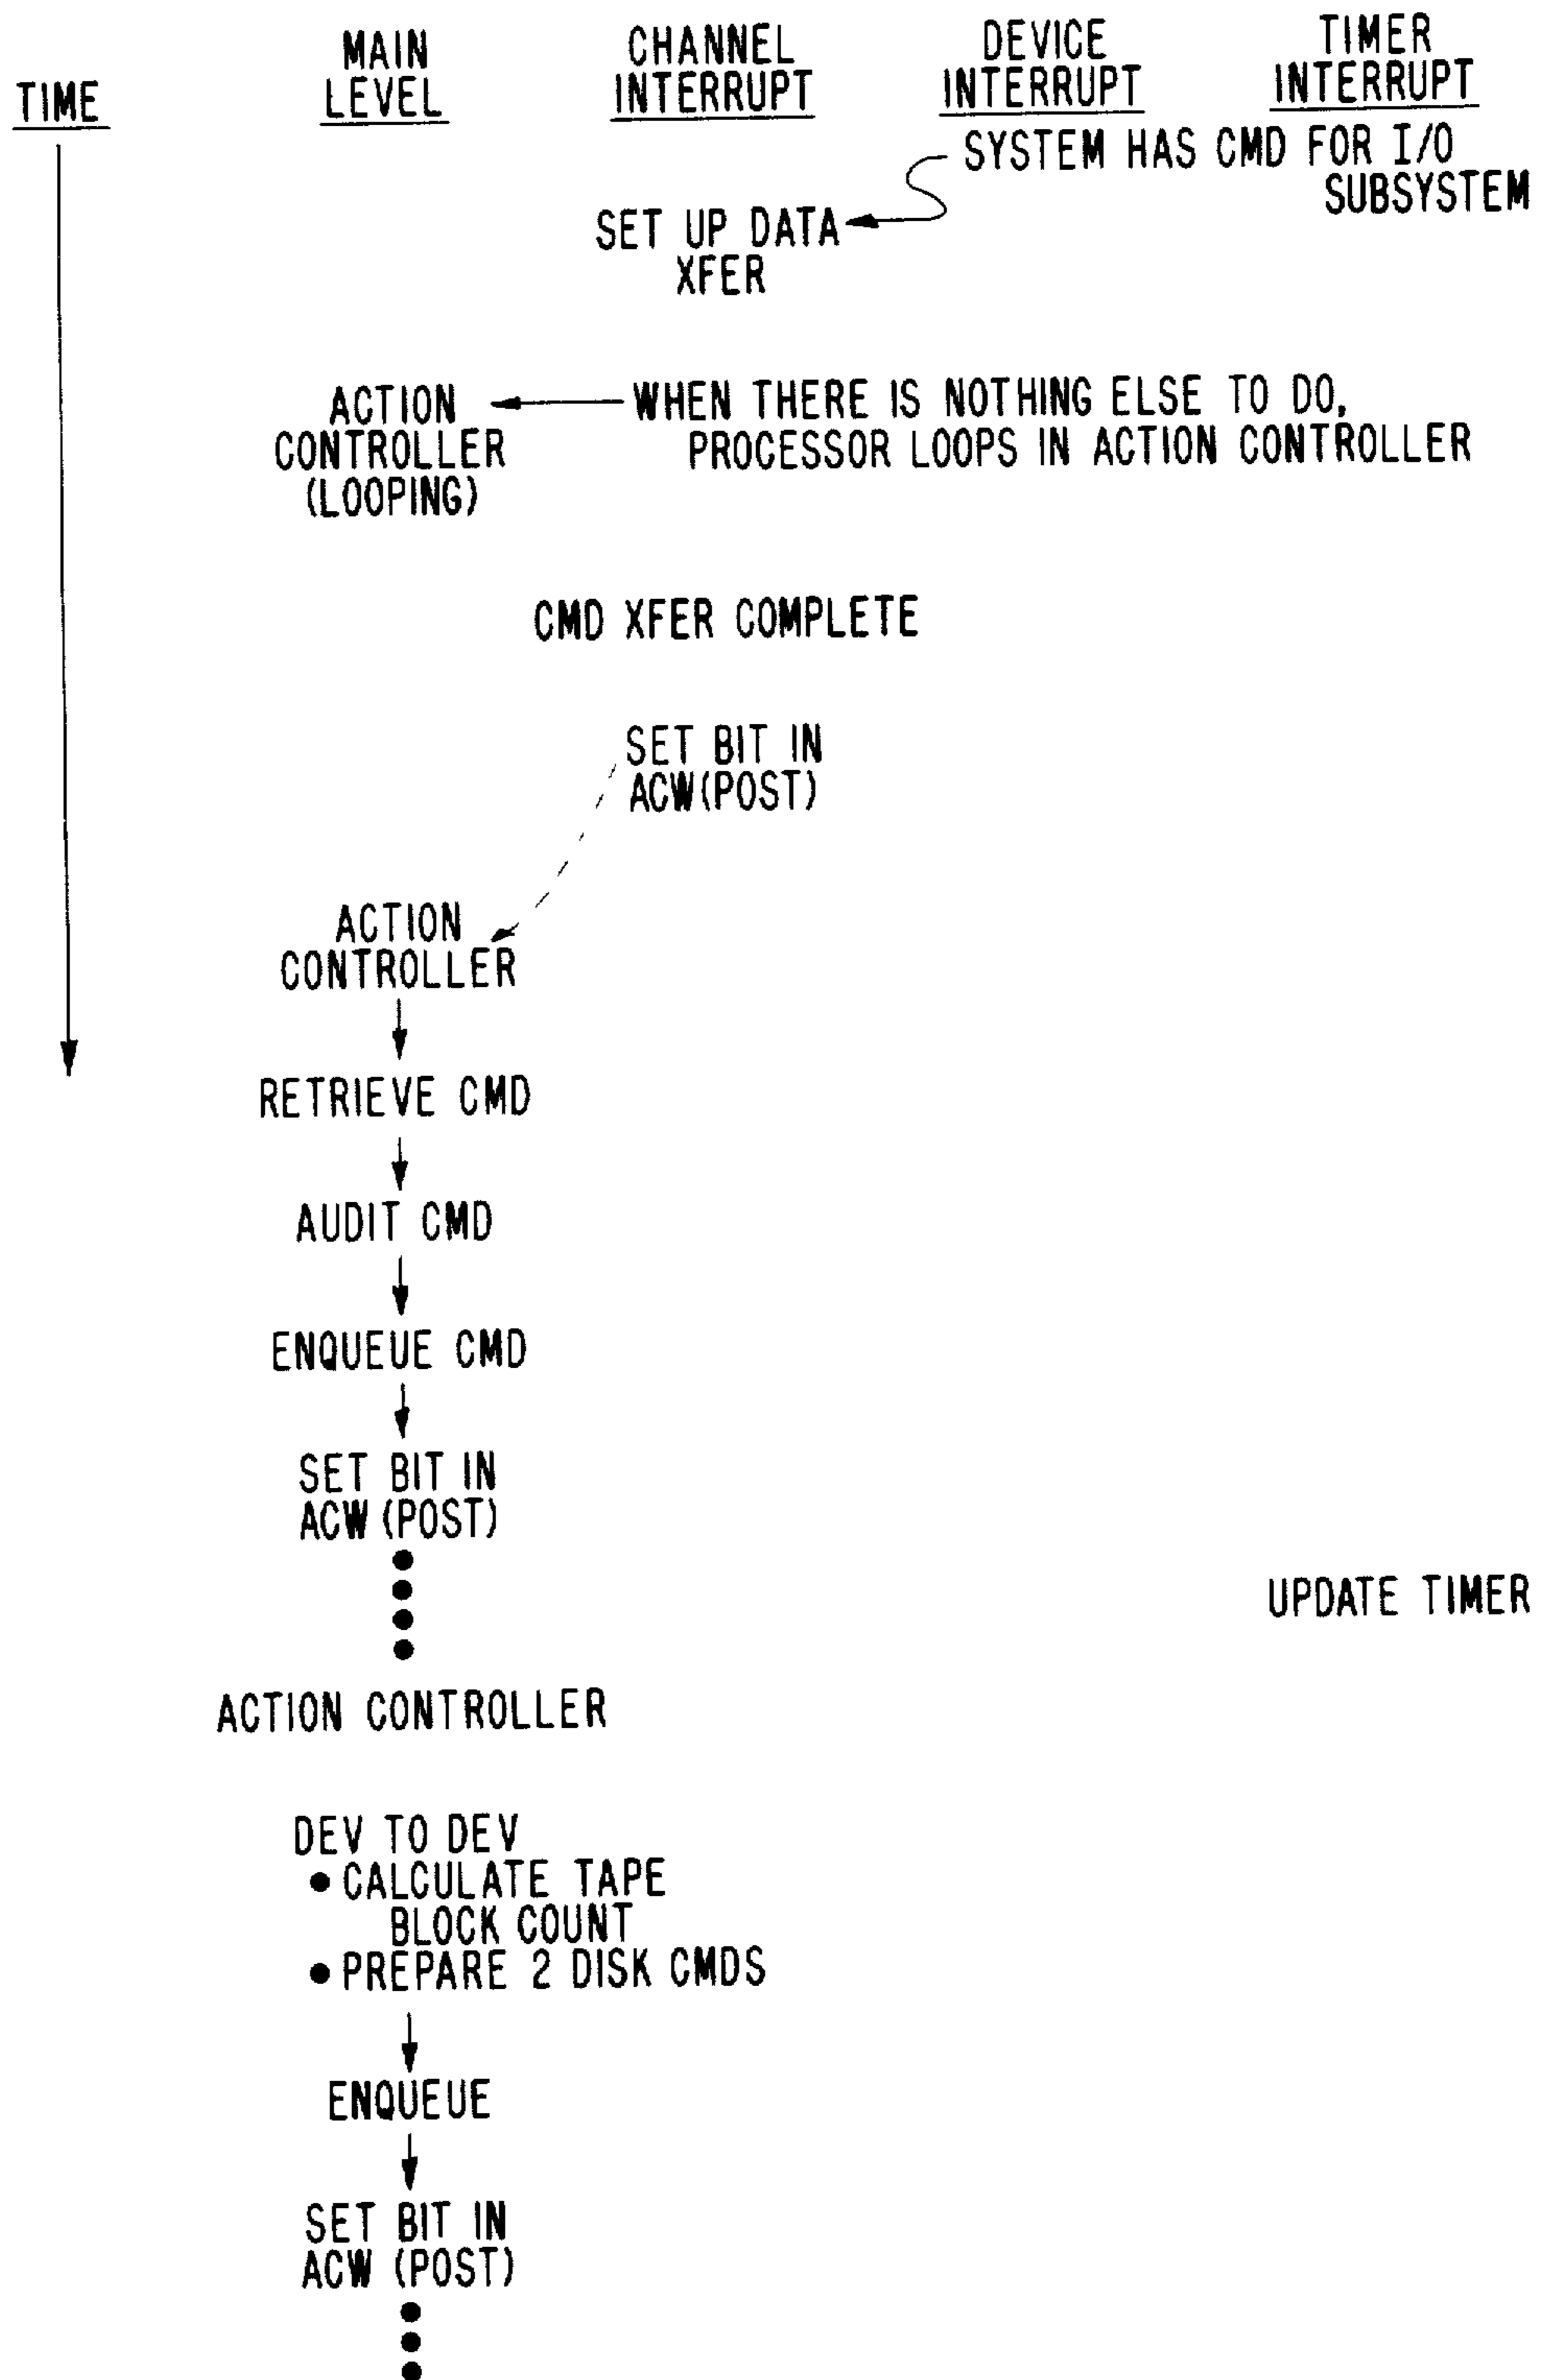 TIME
MAIN
LEVEL
CHANNEL
INTERRUPT
DEVICE
INTERRUPT
TIMER
INTERRUPT
SYSTEM HAS CMD FOR I/O
SUBSYSTEM
SET UP DATA
XFER
ACTION
CONTROLLER
(LOOPING)
WHEN THERE IS NOTHING ELSE TO DO,
PROCESSOR LOOPS IN ACTION CONTROLLER
CMD XFER COMPLETE
SET BIT IN
ACW(POST)
ACTION
CONTROLLER
RETRIEVE CMD
AUDIT CMD
ENQUEUE CMD
SET BIT IN
ACW (POST)
UPDATE TIMER
ACTION CONTROLLER
DEV TO DEV
• CALCULATE TAPE
BLOCK COUNT
• PREPARE 2 DISK CMDS
ENQUEUE
SET BIT IN
ACW (POST)